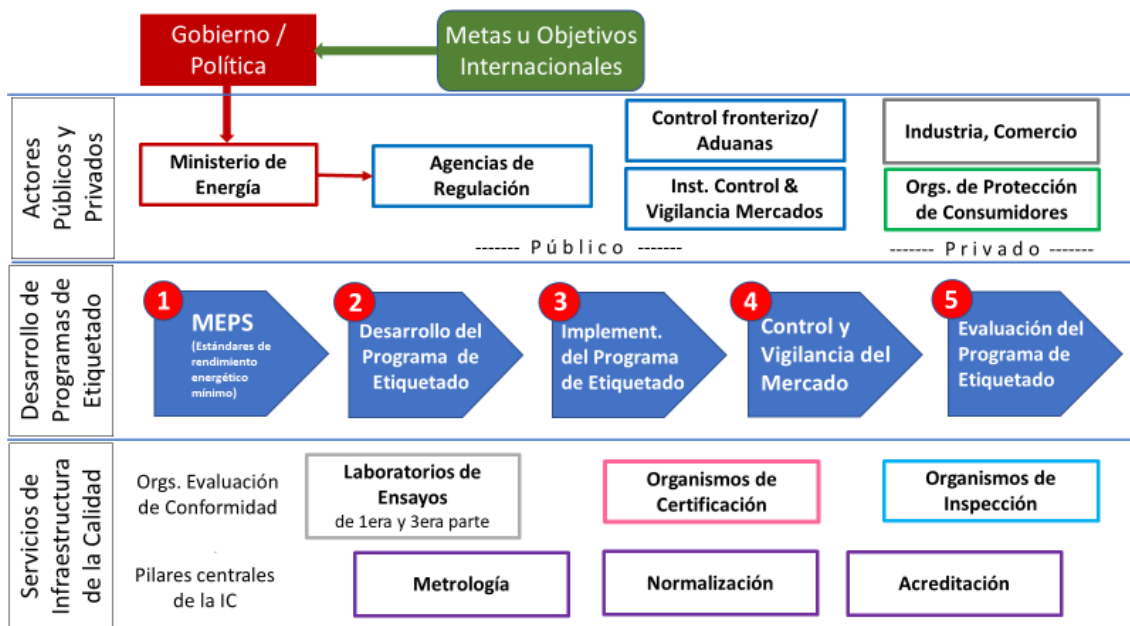 Gobierno /
Política
Metas u Objetivos
Internacionales
Actores
Públicos y
Privados
Ministerio de
Energía
Agencias de
Regulación
Control fronterizo/
Aduanas
Inst. Control &
Vigilancia Mercados
Industria, Comercio
Orgs. de Protección
de Consumidores
------- Público -------
------- Privado -------
Desarrollo de
Programas de
Etiquetado
1
MEPS
(Estándares de
rendimiento
energético
mínimo)
2
Desarrollo del
Programa de
Etiquetado
3
Implement.
del Programa
de Etiquetado
4
Control y
Vigilancia del
Mercado
5
Evaluación del
Programa de
Etiquetado
Servicios de
Infraestructura
de la Calidad
Orgs. Evaluación
de Conformidad
Laboratorios de
Ensayos
de 1era y 3era parte
Organismos de
Certificación
Organismos de
Inspección
Pilares centrales
de la IC
Metrología
Normalización
Acreditación